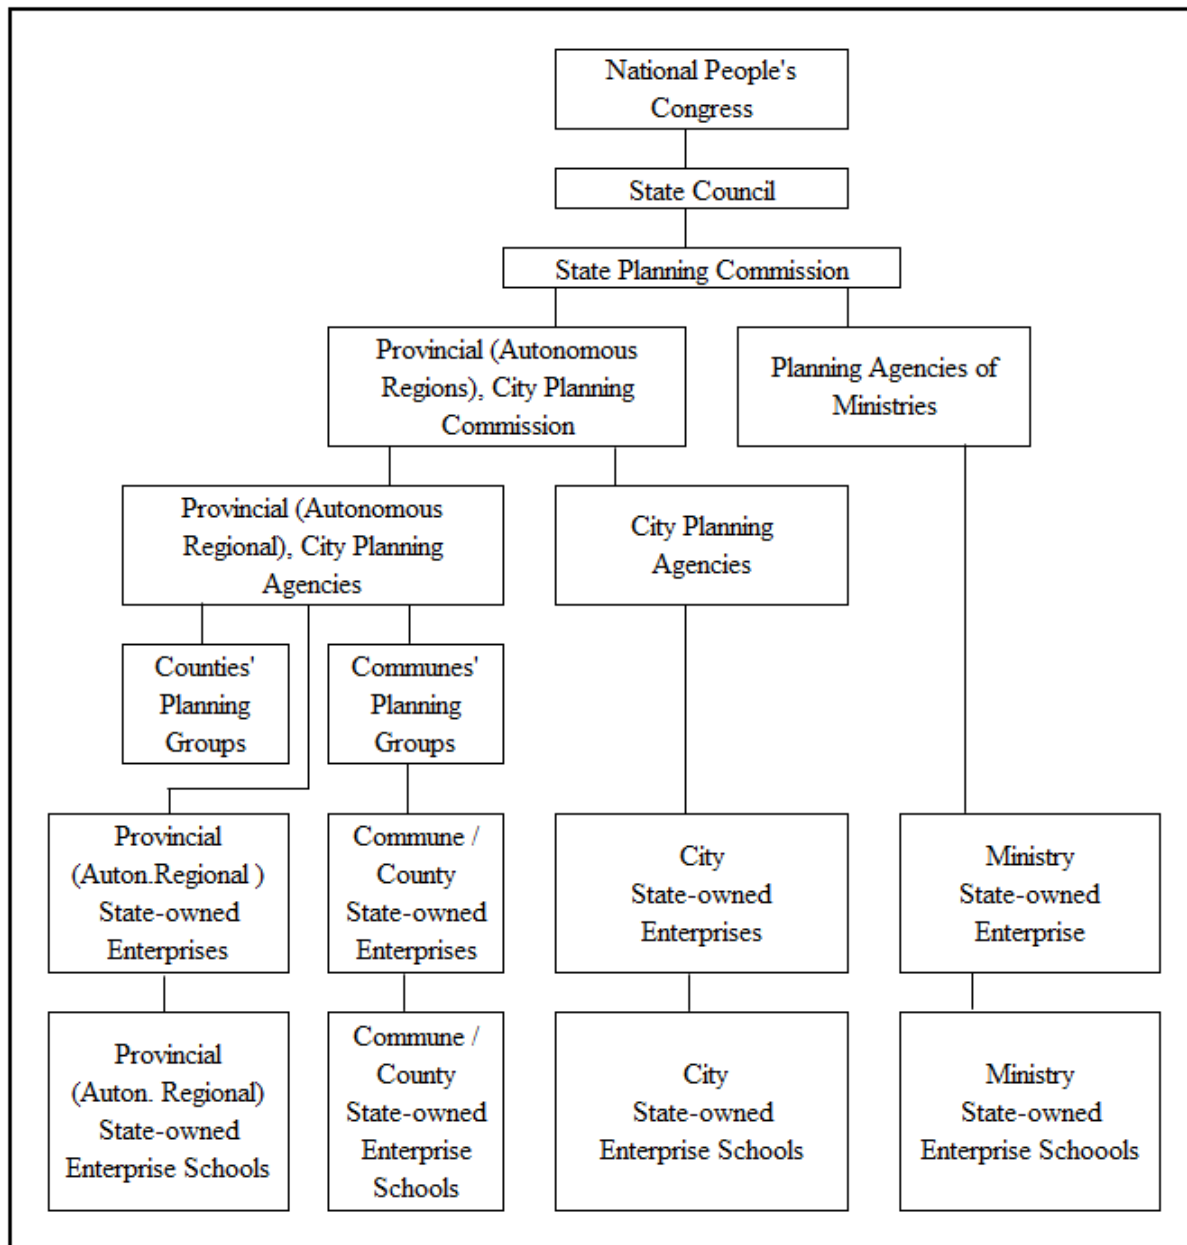 National People's
Congress
State Council
State Planning Commission
Provincial (Autonomous
Regions), City Planning
Commission
Planning Agencies of
Ministries
Provincial (Autonomous
Regional), City Planning
Agencies
City Planning
Agencies
Counties'
Planning
Groups
Communes'
Planning
Groups
Provincial
(Auton.Regional )
State-owned
Enterprises
Commune /
County
State-owned
Enterprises
City
State-owned
Enterprises
Ministry
State-owned
Enterprise
Provincial
(Auton. Regional)
State-owned
Enterprise Schools
Commune /
County
State-owned
Enterprise
Schools
City
State-owned
Enterprise Schools
Ministry
State-owned
Enterprise Schoools